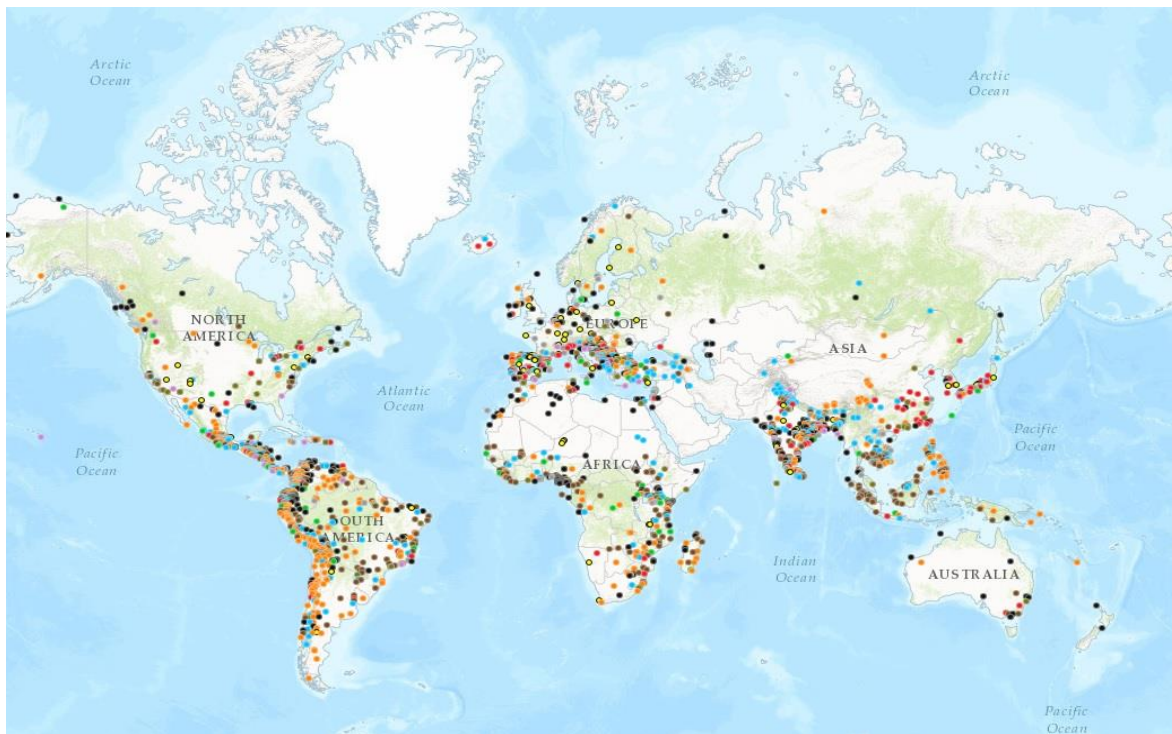 Arctic
Ocean
Arctic
Ocean
NORTH
AMERICA
EUROPE
ASIA
Atlantic
Ocean
Pacific
Ocean
Pacific
Ocean
AFRICA
SOUTH
AMERICA
Indian
Ocean
AUSTRALIA
Pacific
Ocean